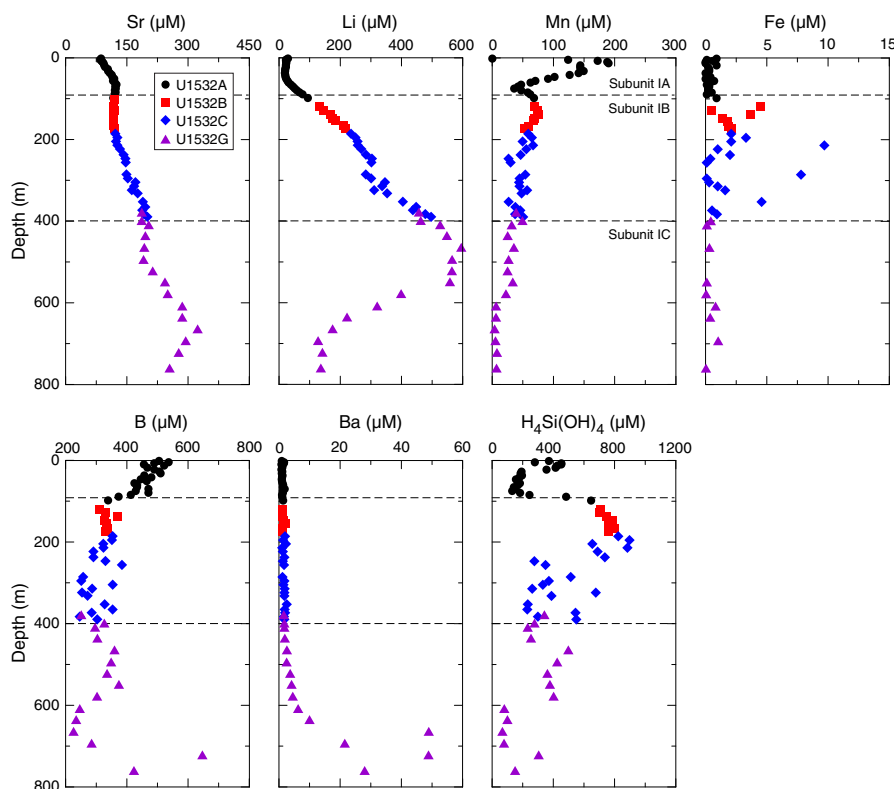 Sr (µM) Li (µM) Mn (µM) Fe (µM)
0 150 300 450 0 200 400 600 0 100 200 300 0 5 10 15
0
200
400
600
800
Depth (m)
U1532A
U1532B
U1532C
U1532G
Subunit IA
Subunit IB
Subunit IC
B (µM) Ba (µM) H₄Si(OH)₄ (µM)
200 400 600 800 0 20 40 60 0 400 800 1200
0
200
400
600
800
Depth (m)